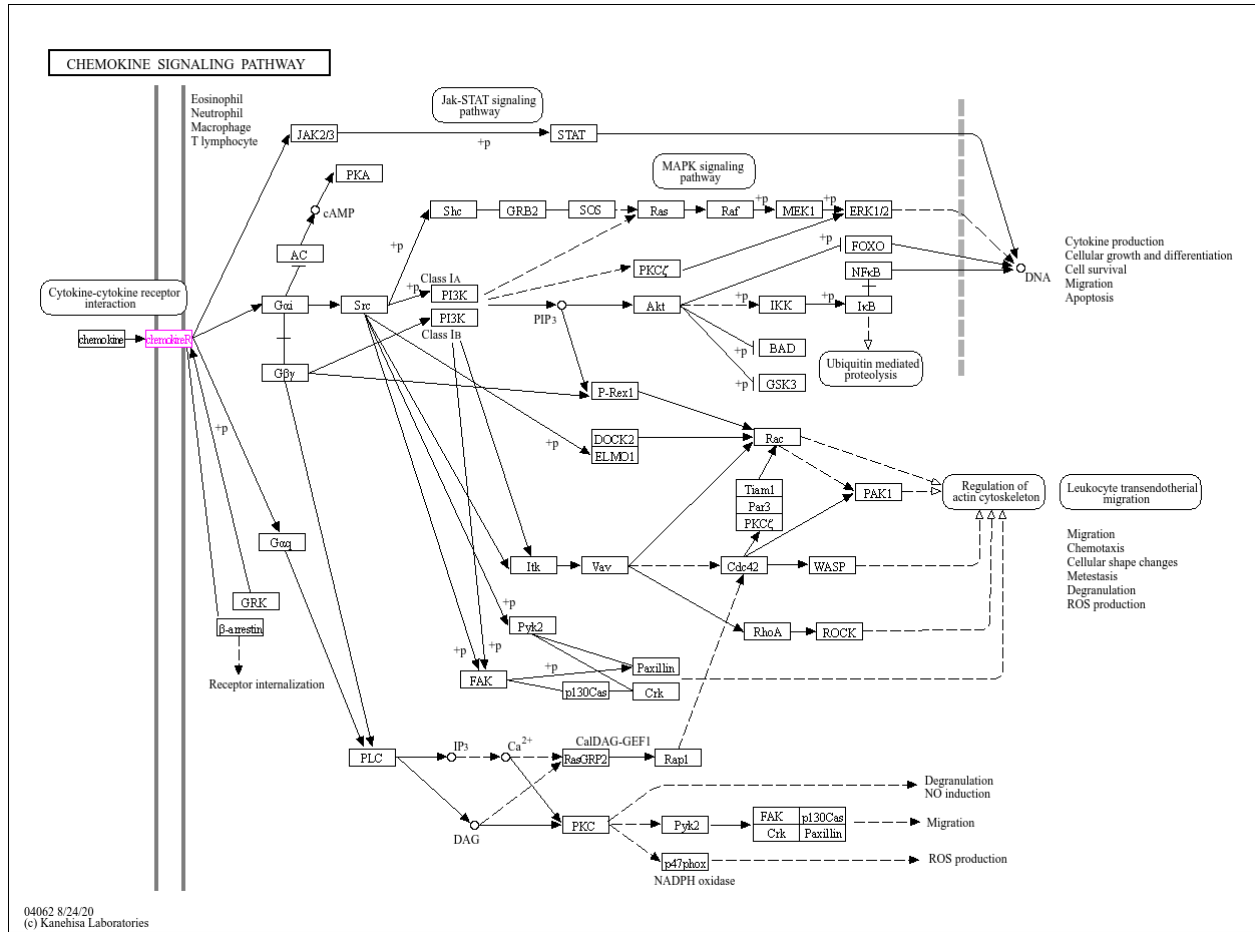 CHEMOKINE SIGNALING PATHWAY
Eosinophil
Neutrophil
Macrophage
T lymphocyte
Jak-STAT signaling
pathway
JAK2/3
+p
STAT
MAPK signaling
pathway
PKA
cAMP
AC
Shc
GRB2
SOS
Ras
Raf
+p
MEK1
+p
ERK1/2
+p
Cytokine-cytokine receptor
interaction
chemokine
chemokineR
Gαi
Src
+p
Class IA
PI3K
PI3K
Class IB
PKCζ
PIP3
Akt
+p
FOXO
NFκB
+p
IKK
+p
IκB
+p
BAD
+p
GSK3
Ubiquitin mediated
proteolysis
DNA
Cytokine production
Cellular growth and differentiation
Cell survival
Migration
Apoptosis
Gβγ
P-Rex1
+p
+p
DOCK2
ELMO1
Rac
Tiam1
Par3
PKCζ
PAK1
Regulation of
actin cytoskeleton
Leukocyte transendotherial
migration
Migration
Chemotaxis
Cellular shape changes
Metestasis
Degranulation
ROS production
Gαq
Itk
Vav
Cdc42
WASP
GRK
β-arrestin
Receptor internalization
+p
Pyk2
RhoA
ROCK
+p
+p
FAK
+p
Paxillin
p130Cas
Crk
PLC
IP3
Ca2+
CalDAG-GEF1
RasGRP2
Rap1
DAG
PKC
Degranulation
NO induction
Pyk2
FAK
p130Cas
Crk
Paxillin
Migration
p47phox
NADPH oxidase
ROS production
04062 8/24/20
(c) Kanehisa Laboratories